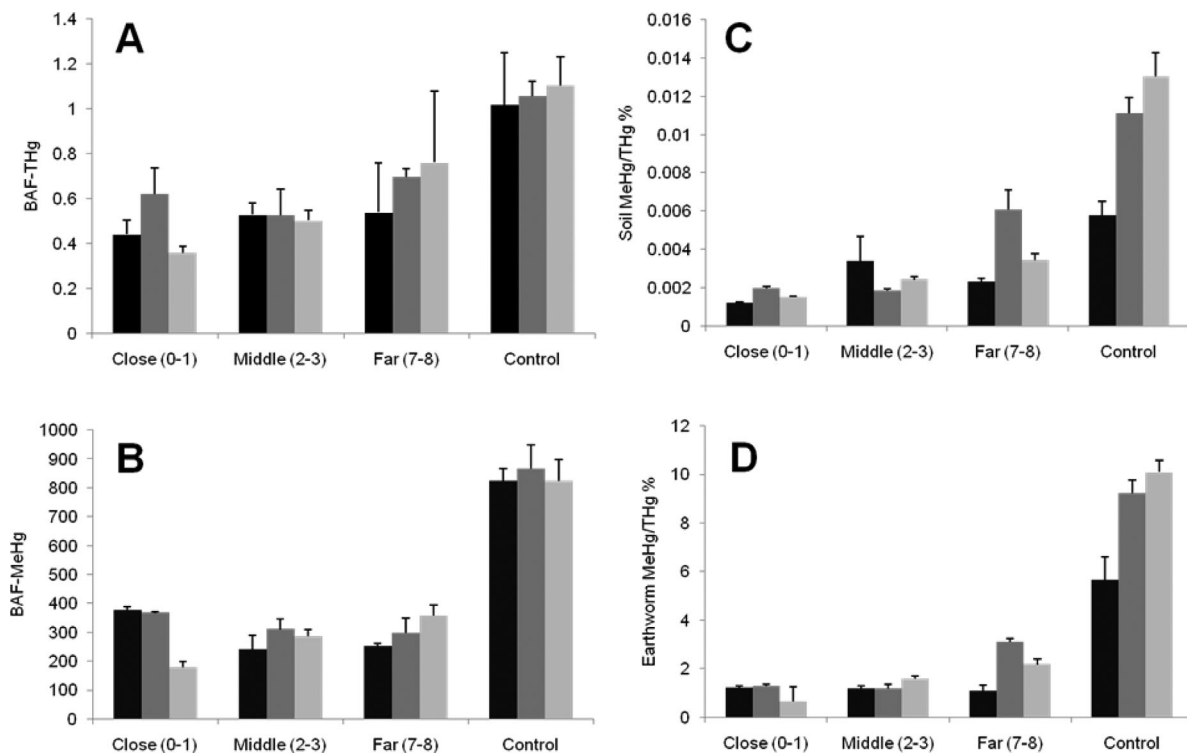 A
BAF-THg
1.4
1.2
1
0.8
0.6
0.4
0.2
0
Close (0-1) Middle (2-3) Far (7-8) Control
C
Soil MeHg/THg %
0.016
0.014
0.012
0.01
0.008
0.006
0.004
0.002
0
Close (0-1) Middle (2-3) Far (7-8) Control
B
BAF-MeHg
1000
900
800
700
600
500
400
300
200
100
0
Close (0-1) Middle (2-3) Far (7-8) Control
D
Earthworm MeHg/THg %
12
10
8
6
4
2
0
Close (0-1) Middle (2-3) Far (7-8) Control